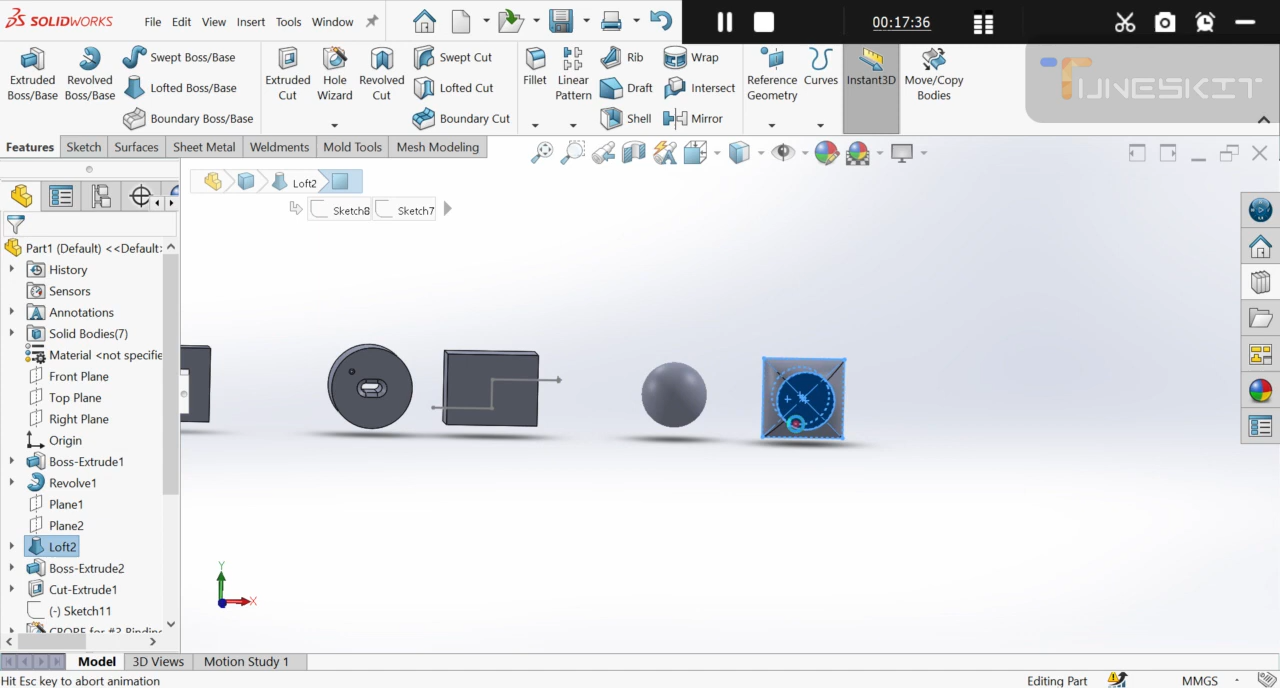 SOLIDWORKS File Edit View Insert Tools Window 00:17:36
TUNESKIT
Extruded Boss/Base
Revolved Boss/Base
Swept Boss/Base
Lofted Boss/Base
Boundary Boss/Base
Extruded Cut
Hole Wizard
Revolved Cut
Swept Cut
Lofted Cut
Boundary Cut
Fillet
Linear Pattern
Rib
Draft
Shell
Wrap
Intersect
Mirror
Reference Geometry
Curves
Instant3D
Move/Copy Bodies
Features Sketch Surfaces Sheet Metal Weldments Mold Tools Mesh Modeling
Loft2
Sketch8 Sketch7
Part1 (Default) <<Default:
History
Sensors
Annotations
Solid Bodies(7)
Material <not specifie
Front Plane
Top Plane
Right Plane
Origin
Boss-Extrude1
Revolve1
Plane1
Plane2
Loft2
Boss-Extrude2
Cut-Extrude1
(-) Sketch11
Y
X
Model 3D Views Motion Study 1
Hit Esc key to abort animation Editing Part MMGS